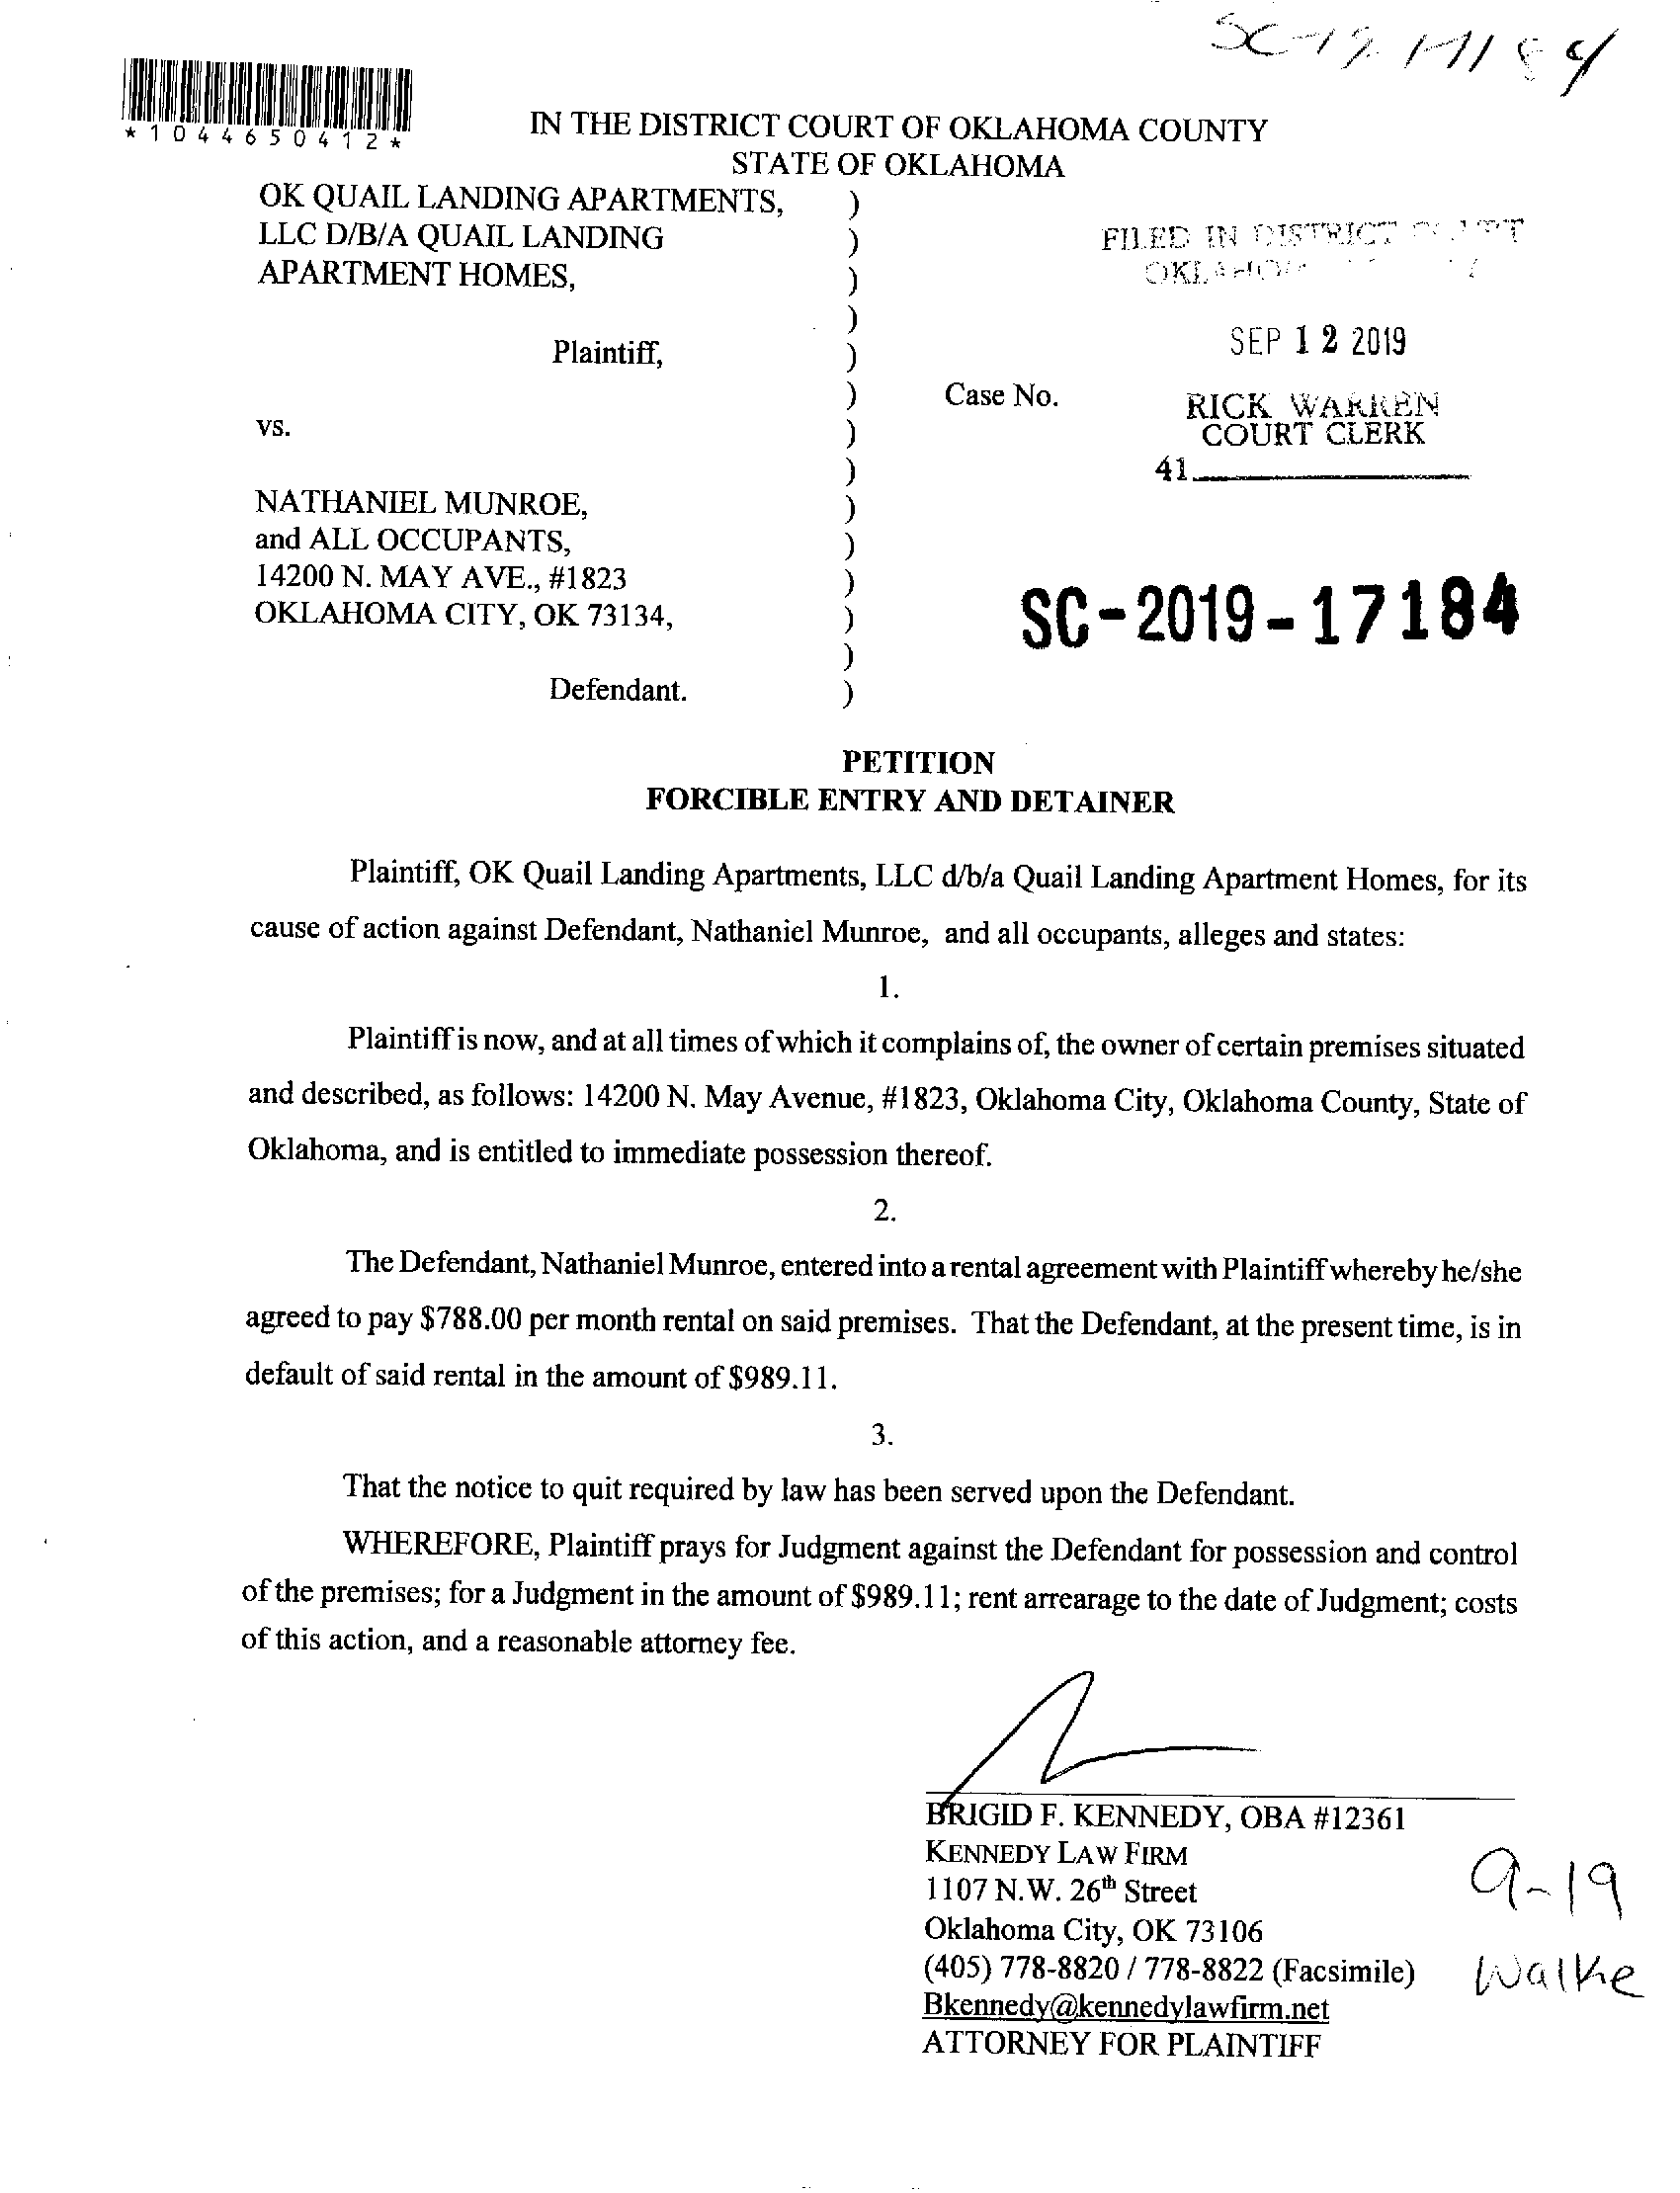 SC-19-17184
*1044650412*
IN THE DISTRICT COURT OF OKLAHOMA COUNTY
STATE OF OKLAHOMA
OK QUAIL LANDING APARTMENTS, )
LLC D/B/A QUAIL LANDING )
APARTMENT HOMES, )
)
Plaintiff, )
)
vs. )
)
NATHANIEL MUNROE, )
and ALL OCCUPANTS, )
14200 N. MAY AVE., #1823 )
OKLAHOMA CITY, OK 73134, )
)
Defendant. )
FILED IN DISTRICT COURT
SEP 12 2019
Case No.
RICK WARREN
COURT CLERK
41
SC-2019-17184
PETITION
FORCIBLE ENTRY AND DETAINER
Plaintiff, OK Quail Landing Apartments, LLC d/b/a Quail Landing Apartment Homes, for its
cause of action against Defendant, Nathaniel Munroe, and all occupants, alleges and states:
1.
Plaintiff is now, and at all times of which it complains of, the owner of certain premises situated
and described, as follows: 14200 N. May Avenue, #1823, Oklahoma City, Oklahoma County, State of
Oklahoma, and is entitled to immediate possession thereof.
2.
The Defendant, Nathaniel Munroe, entered into a rental agreement with Plaintiff whereby he/she
agreed to pay $788.00 per month rental on said premises. That the Defendant, at the present time, is in
default of said rental in the amount of $989.11.
3.
That the notice to quit required by law has been served upon the Defendant.
WHEREFORE, Plaintiff prays for Judgment against the Defendant for possession and control
of the premises; for a Judgment in the amount of $989.11; rent arrearage to the date of Judgment; costs
of this action, and a reasonable attorney fee.
BRIGID F. KENNEDY, OBA #12361
KENNEDY LAW FIRM
1107 N.W. 26th Street
Oklahoma City, OK 73106
(405) 778-8820 / 778-8822 (Facsimile)
Bkennedy@kennedylawfirm.net
ATTORNEY FOR PLAINTIFF
9-19
Walke